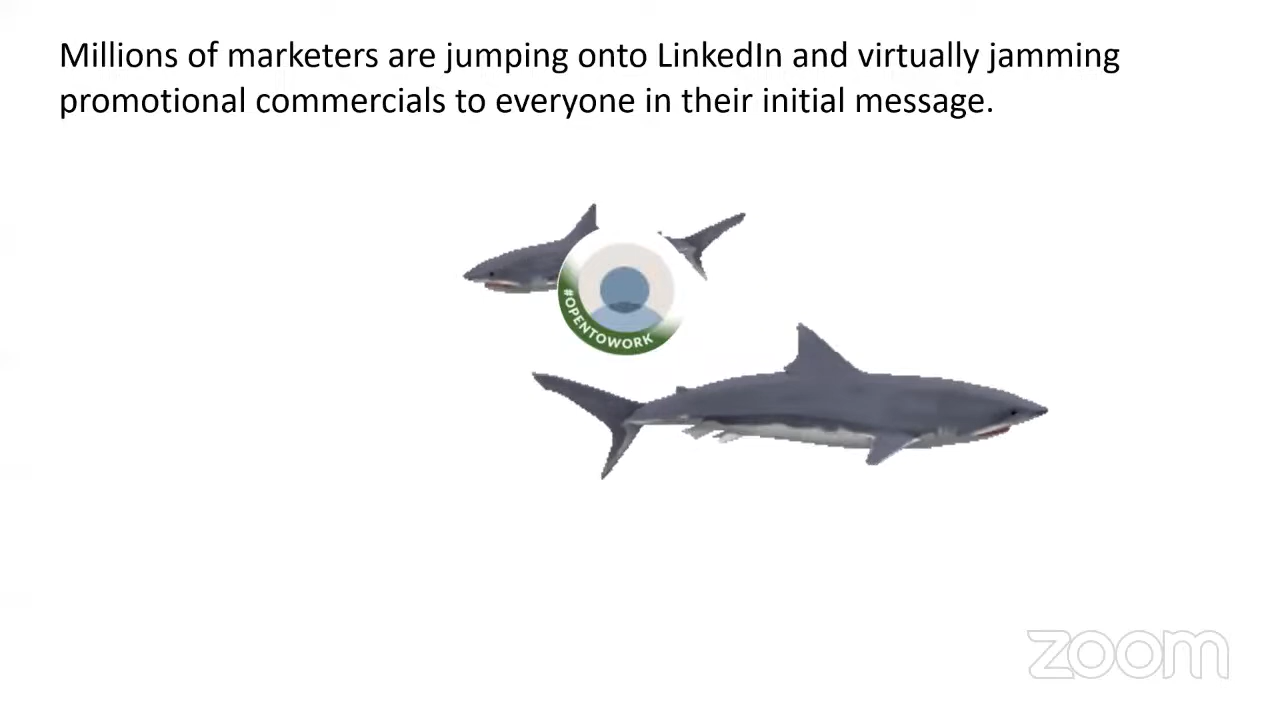 Millions of marketers are jumping onto LinkedIn and virtually jamming
promotional commercials to everyone in their initial message.
#OPENTOWORK
zoom